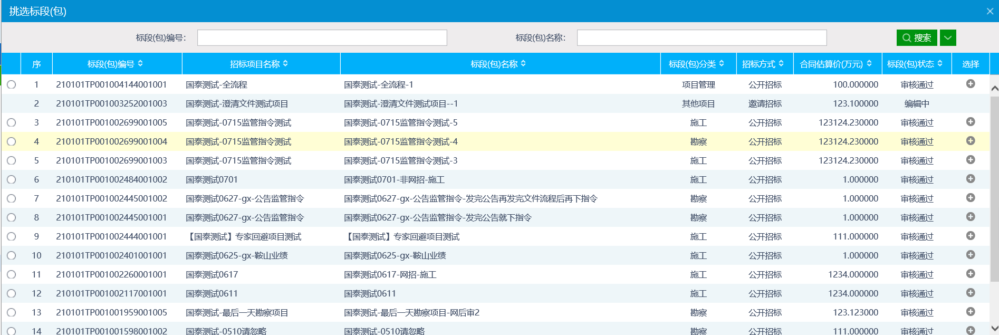 挑选标段(包)
标段(包)编号： 标段(包)名称： 搜索
序 标段(包)编号 招标项目名称 标段(包)名称 标段(包)分类 招标方式 合同估算价(万元) 标段(包)状态 选择
1 210101TP001004144001001 国泰测试-全流程 国泰测试-全流程-1 项目管理 公开招标 100.000000 审核通过
2 210101TP001003252001003 国泰测试-澄清文件测试项目 国泰测试-澄清文件测试项目--1 其他项目 邀请招标 123.100000 编辑中
3 210101TP001002699001005 国泰测试-0715监管指令测试 国泰测试-0715监管指令测试-5 施工 公开招标 123124.230000 审核通过
4 210101TP001002699001004 国泰测试-0715监管指令测试 国泰测试-0715监管指令测试-4 勘察 公开招标 123124.230000 审核通过
5 210101TP001002699001003 国泰测试-0715监管指令测试 国泰测试-0715监管指令测试-3 施工 公开招标 123124.230000 审核通过
6 210101TP001002484001002 国泰测试0701 国泰测试0701-非网招-施工 施工 公开招标 1.000000 审核通过
7 210101TP001002445001002 国泰测试0627-gx-公告监管指令 国泰测试0627-gx-公告监管指令-发完公告再发完文件流程后再下指令 勘察 公开招标 1.000000 审核通过
8 210101TP001002445001001 国泰测试0627-gx-公告监管指令 国泰测试0627-gx-公告监管指令-发完公告就下指令 勘察 公开招标 1.000000 审核通过
9 210101TP001002444001001 【国泰测试】专家回避项目测试 【国泰测试】专家回避项目测试 施工 公开招标 111.000000 审核通过
10 210101TP001002401001001 国泰测试0625-gx-鞍山业绩 国泰测试0625-gx-鞍山业绩 施工 公开招标 1.000000 审核通过
11 210101TP001002260001001 国泰测试0617 国泰测试0617-网招-施工 施工 公开招标 1234.000000 审核通过
12 210101TP001002117001001 国泰测试0611 国泰测试0611 施工 公开招标 1234.000000 审核通过
13 210101TP001001959001005 国泰测试-最后一天勘察项目 国泰测试-最后一天勘察项目-网后审2 勘察 公开招标 123.123000 审核通过
14 210101TP001001598001002 国泰测试-0510请忽略 国泰测试-0510请忽略 勘察 公开招标 111.000000 审核通过